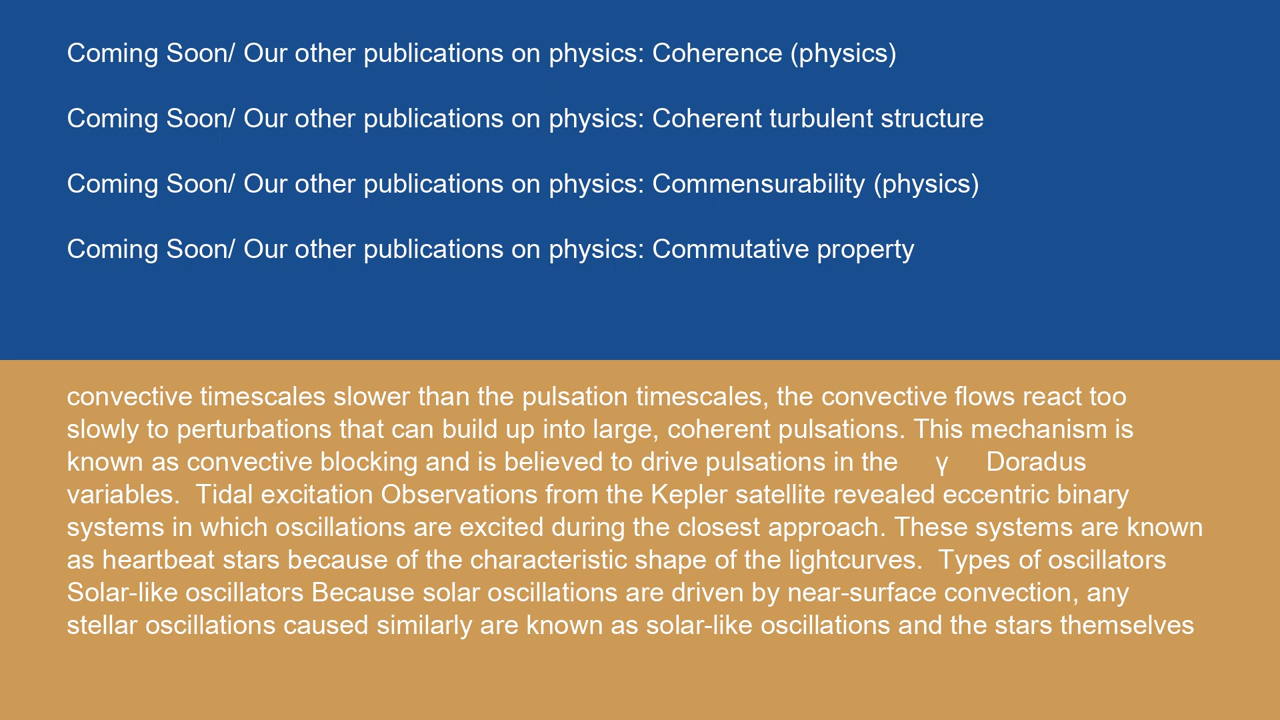 Coming Soon/ Our other publications on physics: Coherence (physics)
Coming Soon/ Our other publications on physics: Coherent turbulent structure
Coming Soon/ Our other publications on physics: Commensurability (physics)
Coming Soon/ Our other publications on physics: Commutative property
convective timescales slower than the pulsation timescales, the convective flows react too
slowly to perturbations that can build up into large, coherent pulsations. This mechanism is
known as convective blocking and is believed to drive pulsations in the γ Doradus
variables. Tidal excitation Observations from the Kepler satellite revealed eccentric binary
systems in which oscillations are excited during the closest approach. These systems are known
as heartbeat stars because of the characteristic shape of the lightcurves. Types of oscillators
Solar-like oscillators Because solar oscillations are driven by near-surface convection, any
stellar oscillations caused similarly are known as solar-like oscillations and the stars themselves